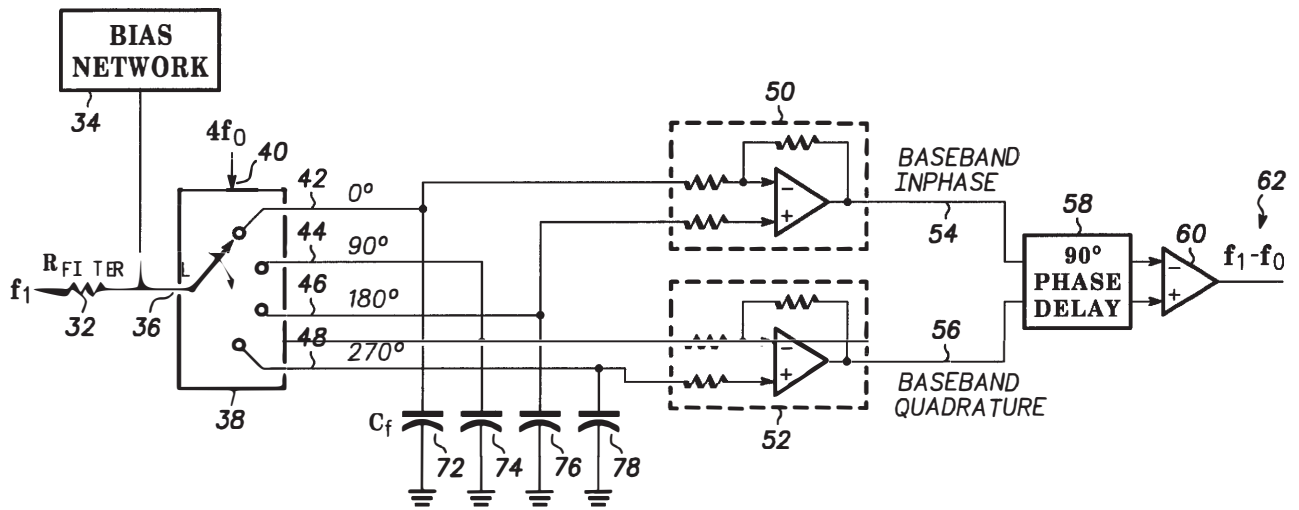 BIAS
NETWORK
34
4f0
40
42
0°
44
90°
46
180°
48
270°
RFI TER
L
f1
32
36
38
Cf
72
74
76
78
50
−
+
52
−
+
BASEBAND
INPHASE
54
56
BASEBAND
QUADRATURE
58
90°
PHASE
DELAY
60
−
+
62
f1-f0